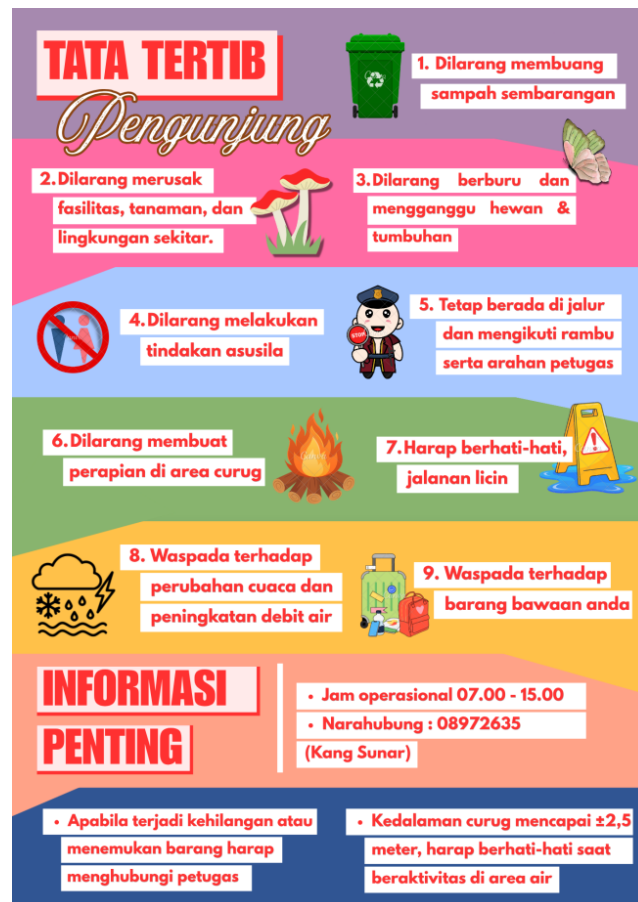 TATA TERTIB
Pengunjung
1. Dilarang membuang
sampah sembarangan
2.Dilarang merusak
fasilitas, tanaman, dan
lingkungan sekitar.
3.Dilarang berburu dan
mengganggu hewan &
tumbuhan
4.Dilarang melakukan
tindakan asusila
5. Tetap berada di jalur
dan mengikuti rambu
serta arahan petugas
STOP
6.Dilarang membuat
perapian di area curug
7.Harap berhati-hati,
jalanan licin
8. Waspada terhadap
perubahan cuaca dan
peningkatan debit air
9. Waspada terhadap
barang bawaan anda
INFORMASI
PENTING
• Jam operasional 07.00 - 15.00
• Narahubung : 08972635
(Kang Sunar)
• Apabila terjadi kehilangan atau
menemukan barang harap
menghubungi petugas
• Kedalaman curug mencapai ±2,5
meter, harap berhati-hati saat
beraktivitas di area air